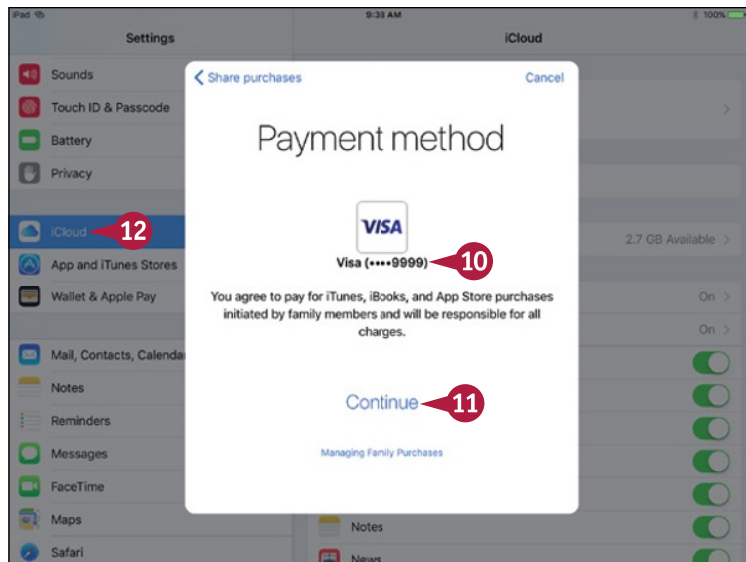 iPad
9:33 AM
100%
Settings
iCloud
Sounds
Touch ID & Passcode
Battery
Privacy
iCloud
12
App and iTunes Stores
Wallet & Apple Pay
Mail, Contacts, Calenda
Notes
Reminders
Messages
FaceTime
Maps
Safari
Share purchases
Cancel
Payment method
VISA
Visa (••••9999)
10
You agree to pay for iTunes, iBooks, and App Store purchases
initiated by family members and will be responsible for all
charges.
Continue
11
Managing Family Purchases
2.7 GB Available
On
On
Notes
News